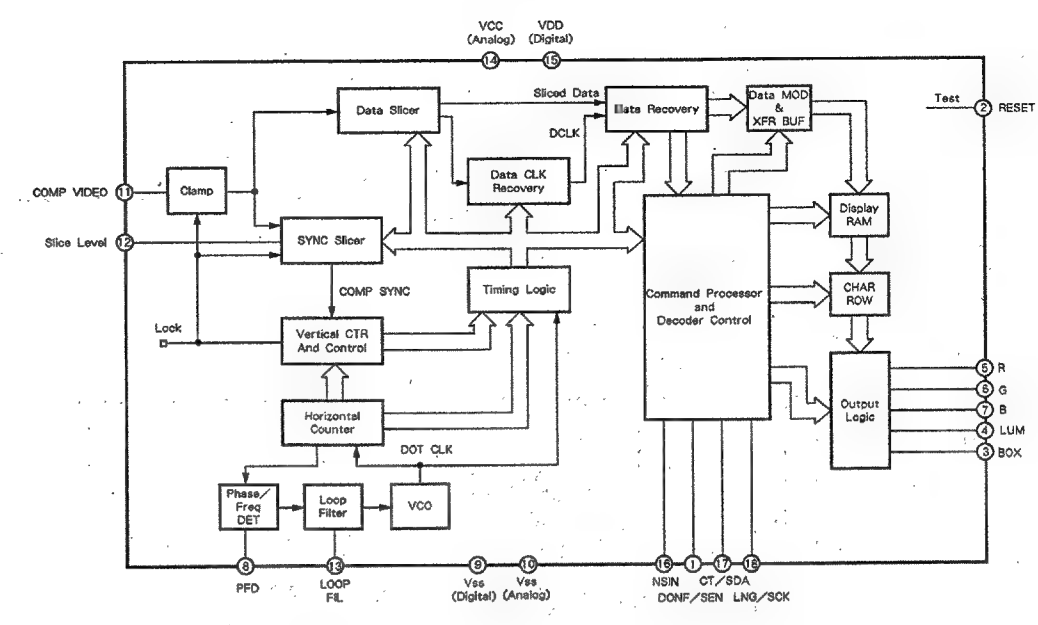 VCC
(Analog)
VDD
(Digital)
14
15
Data Slicer
Sliced Data
Data Recovery
Data MOD
&
XFR BUF
Test
2
RESET
DCLK
COMP VIDEO
11
Clamp
Data CLK
Recovery
Display
RAM
Slice Level
12
SYNC Slicer
COMP SYNC
Timing Logic
Command Processor
and
Decoder Control
CHAR
ROW
Lock
Vertical CTR
And Control
Horizontal
Counter
DOT CLK
Output
Logic
5
R
6
G
7
B
4
LUM
3
BOX
Phase/
Freq
DET
Loop
Filter
VCO
8
13
9
10
16
1
17
18
PFD
LOOP
FIL
Vss
(Digital)
Vss
(Analog)
NSIN
CT/SDA
DONF/SEN
LNG/SCK